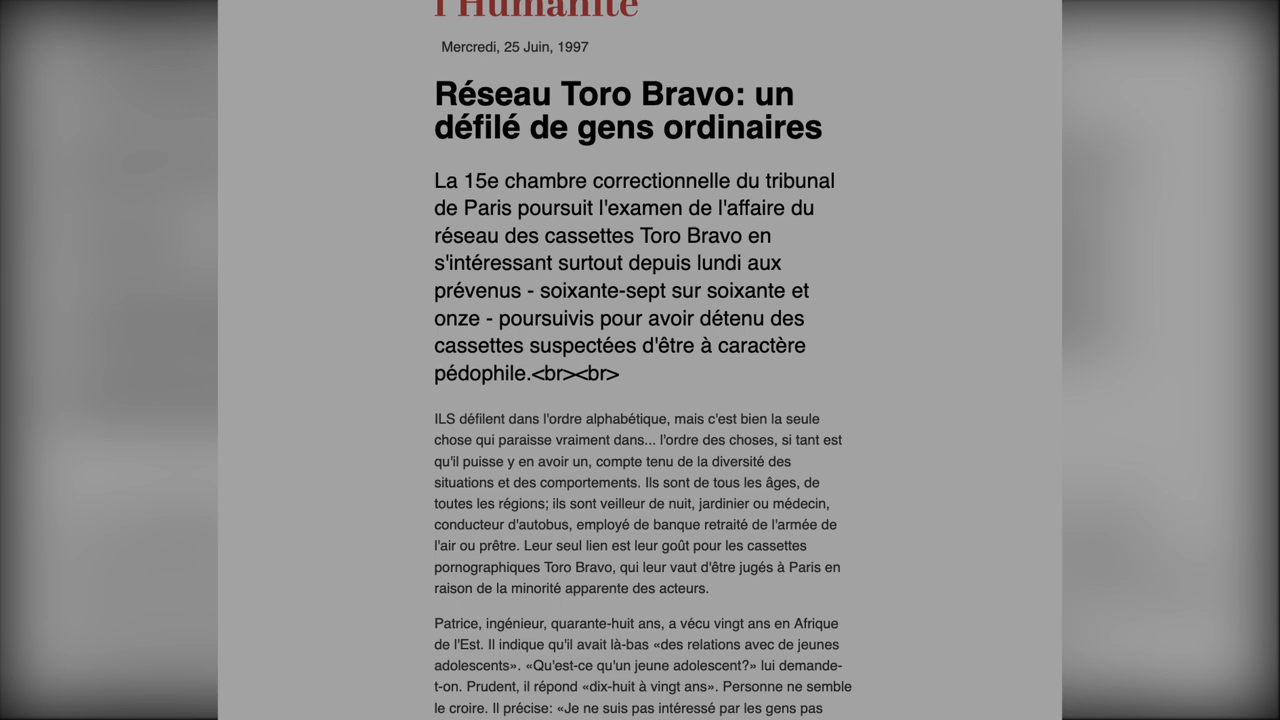 l'Humanité
Mercredi, 25 Juin, 1997
Réseau Toro Bravo: un
défilé de gens ordinaires
La 15e chambre correctionnelle du tribunal
de Paris poursuit l'examen de l'affaire du
réseau des cassettes Toro Bravo en
s'intéressant surtout depuis lundi aux
prévenus - soixante-sept sur soixante et
onze - poursuivis pour avoir détenu des
cassettes suspectées d'être à caractère
pédophile.<br><br>
ILS défilent dans l'ordre alphabétique, mais c'est bien la seule
chose qui paraisse vraiment dans... l'ordre des choses, si tant est
qu'il puisse y en avoir un, compte tenu de la diversité des
situations et des comportements. Ils sont de tous les âges, de
toutes les régions; ils sont veilleur de nuit, jardinier ou médecin,
conducteur d'autobus, employé de banque retraité de l'armée de
l'air ou prêtre. Leur seul lien est leur goût pour les cassettes
pornographiques Toro Bravo, qui leur vaut d'être jugés à Paris en
raison de la minorité apparente des acteurs.
Patrice, ingénieur, quarante-huit ans, a vécu vingt ans en Afrique
de l'Est. Il indique qu'il avait là-bas «des relations avec de jeunes
adolescents». «Qu'est-ce qu'un jeune adolescent?» lui demande-
t-on. Prudent, il répond «dix-huit à vingt ans». Personne ne semble
le croire. Il précise: «Je ne suis pas intéressé par les gens pas